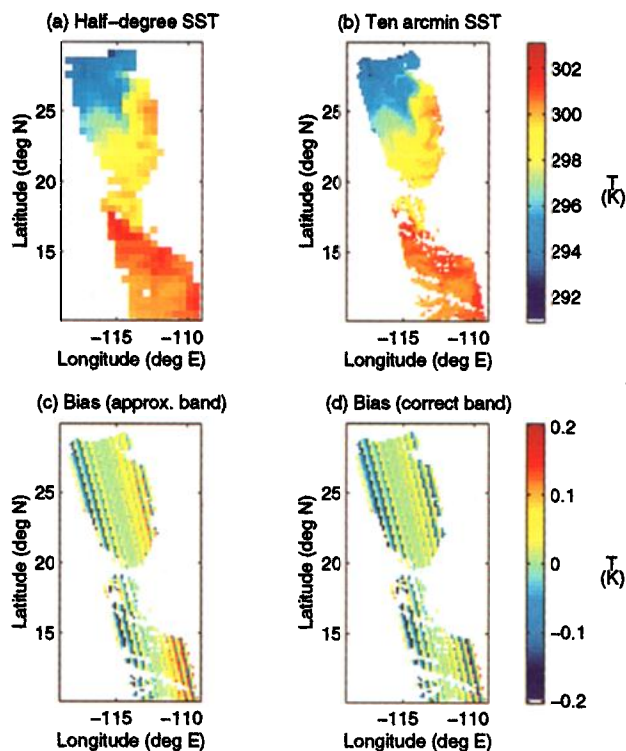 (a) Half-degree SST
(b) Ten arcmin SST
Latitude (deg N)
25
20
15
-115
-110
Longitude (deg E)
Latitude (deg N)
25
20
15
-115
-110
Longitude (deg E)
302
300
298
296
294
292
T
(K)
(c) Bias (approx. band)
(d) Bias (correct band)
Latitude (deg N)
25
20
15
-115
-110
Longitude (deg E)
Latitude (deg N)
25
20
15
-115
-110
Longitude (deg E)
0.2
0.1
0
-0.1
-0.2
T
(K)